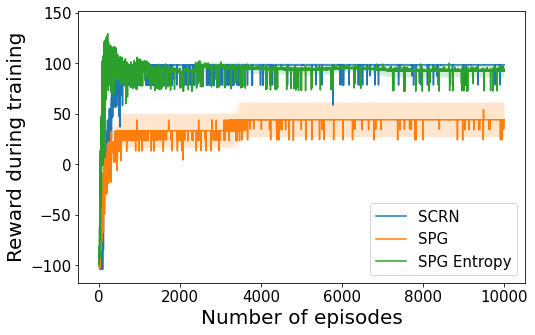 Reward during training
150
100
50
0
−50
−100
0
2000
4000
6000
8000
10000
Number of episodes
SCRN
SPG
SPG Entropy